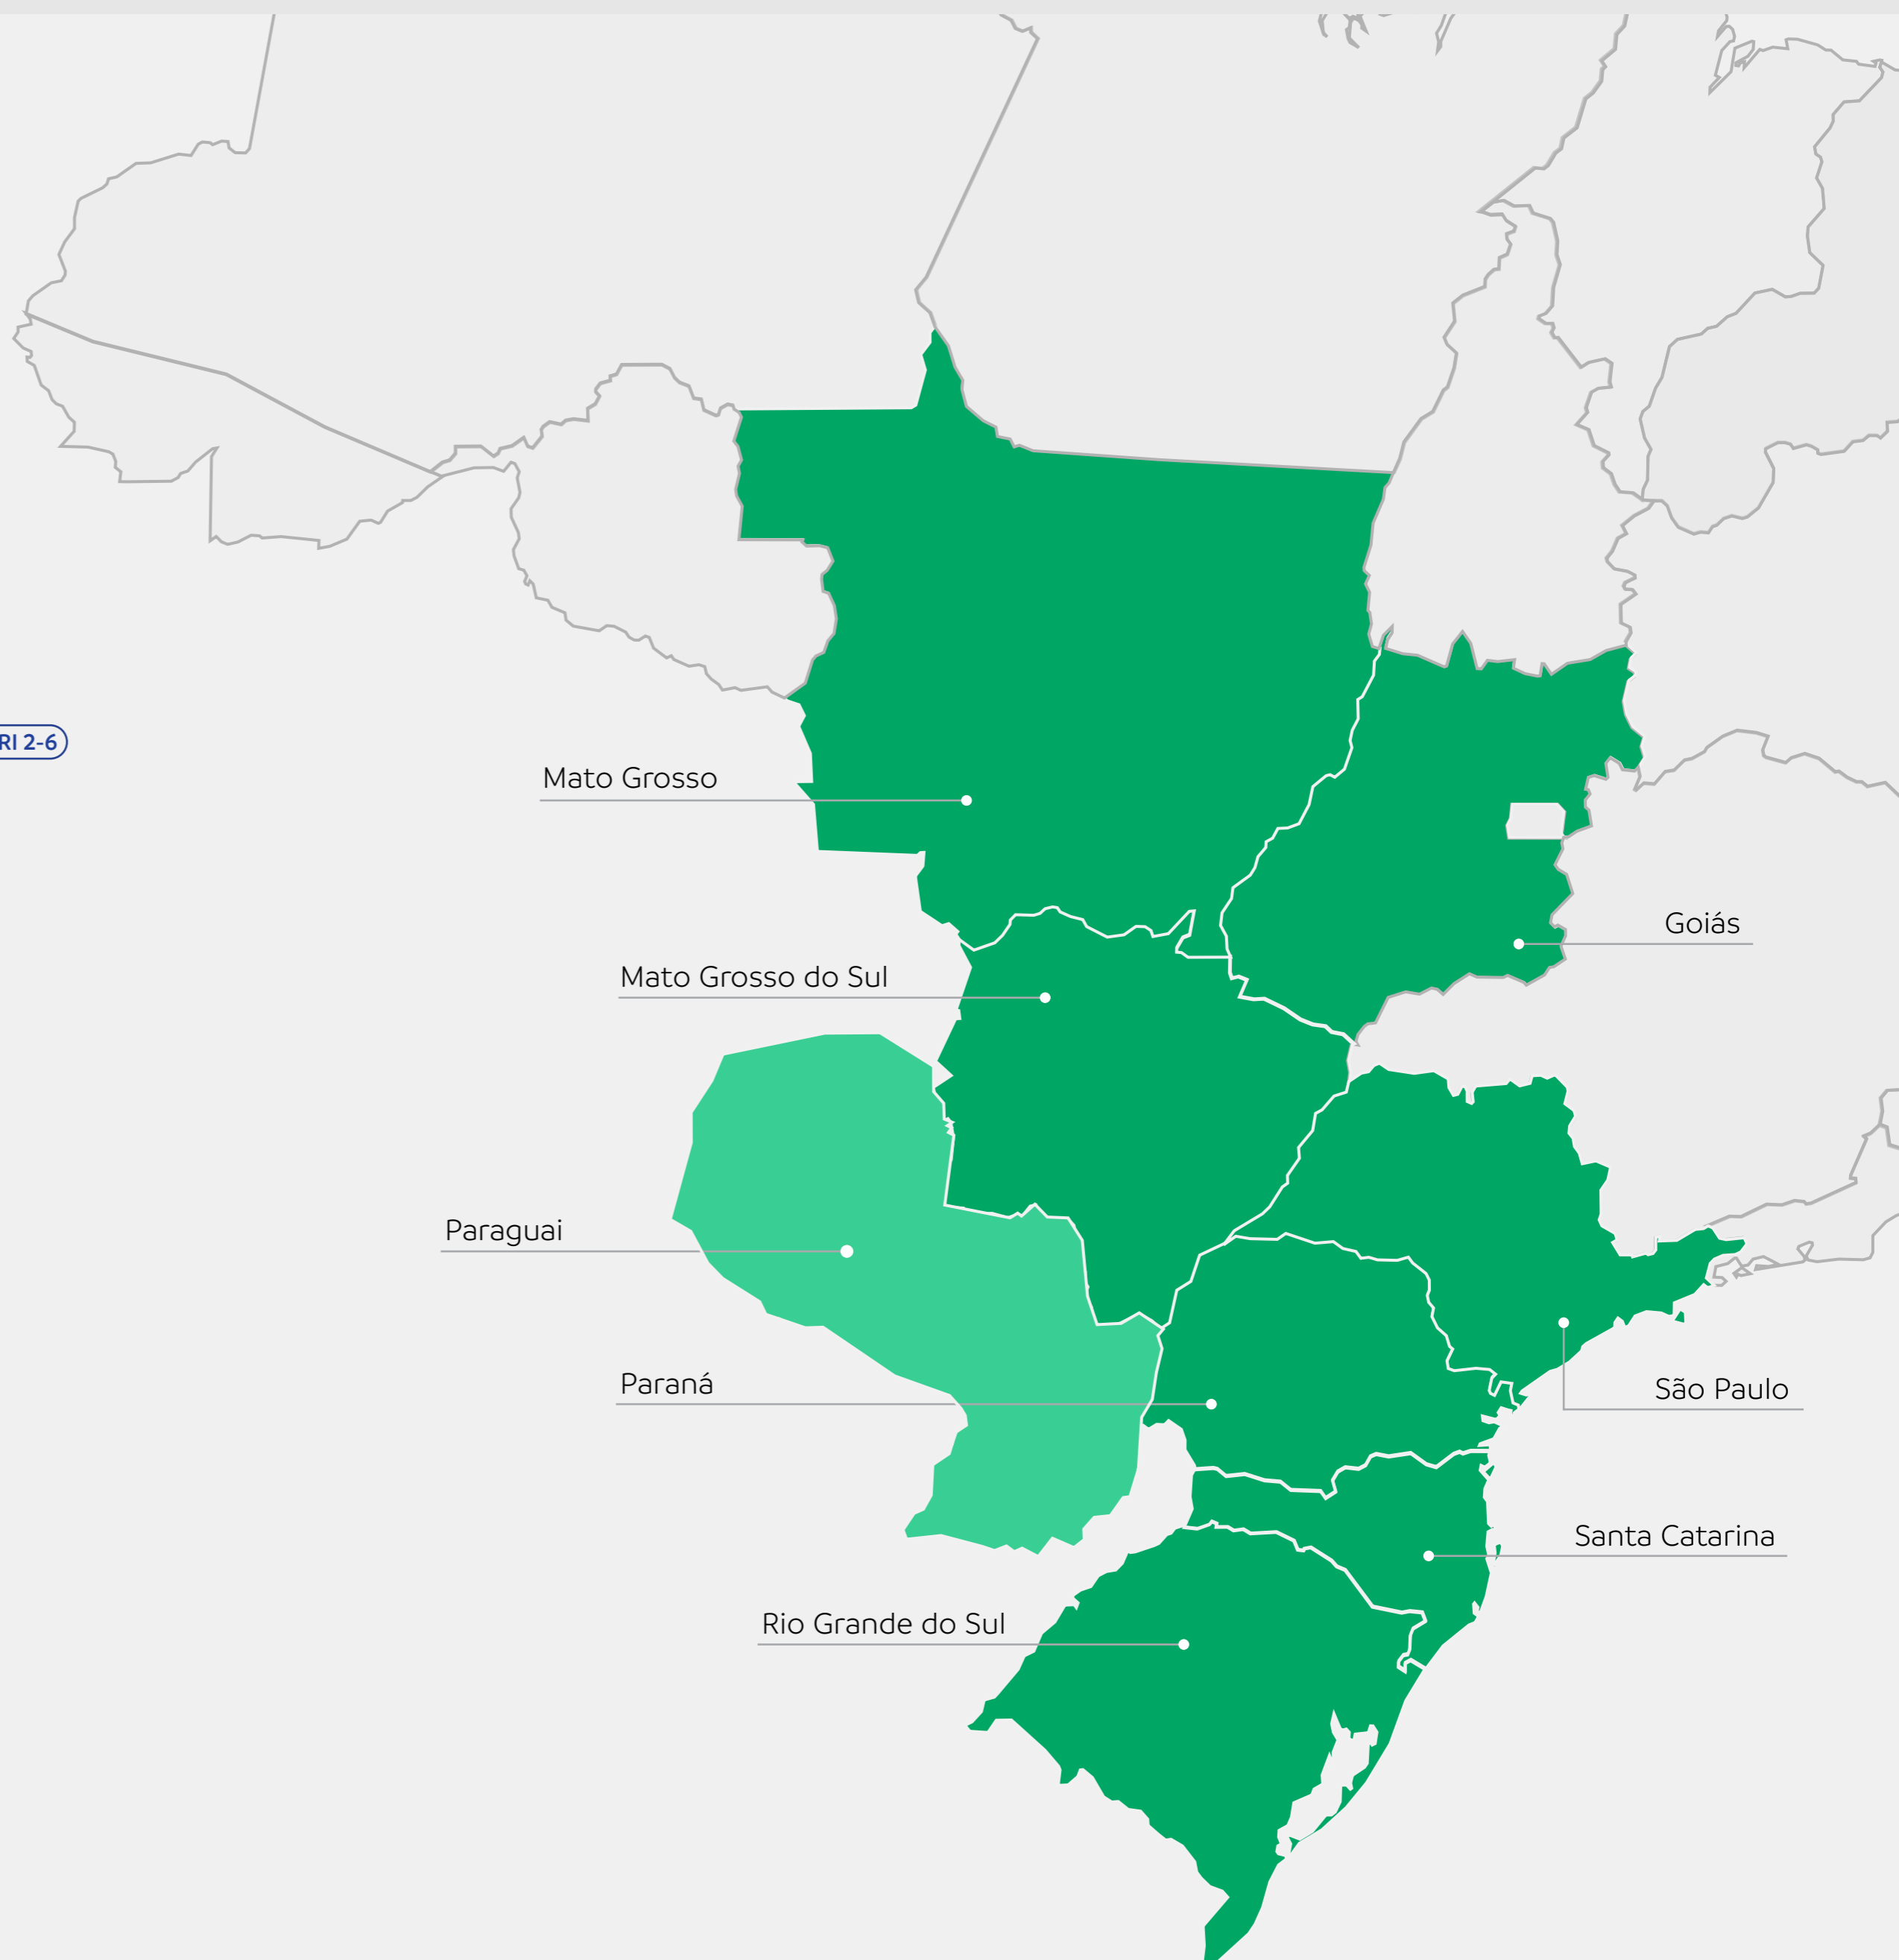 RI 2-6
Mato Grosso
Goiás
Mato Grosso do Sul
Paraguai
Paraná
São Paulo
Santa Catarina
Rio Grande do Sul